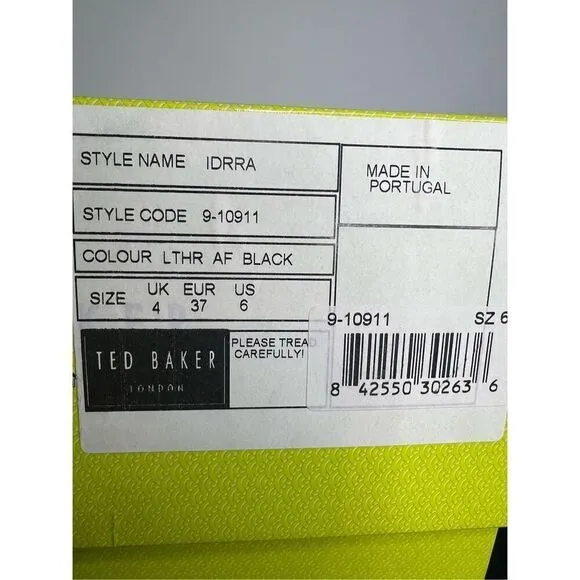 STYLE NAME IDRRA
MADE IN
PORTUGAL
STYLE CODE 9-10911
COLOUR LTHR AF BLACK
SIZE UK EUR US
4 37 6
9-10911 SZ 6
TED BAKER
LONDON
PLEASE TREAD
CAREFULLY!
8 42550 30263 6